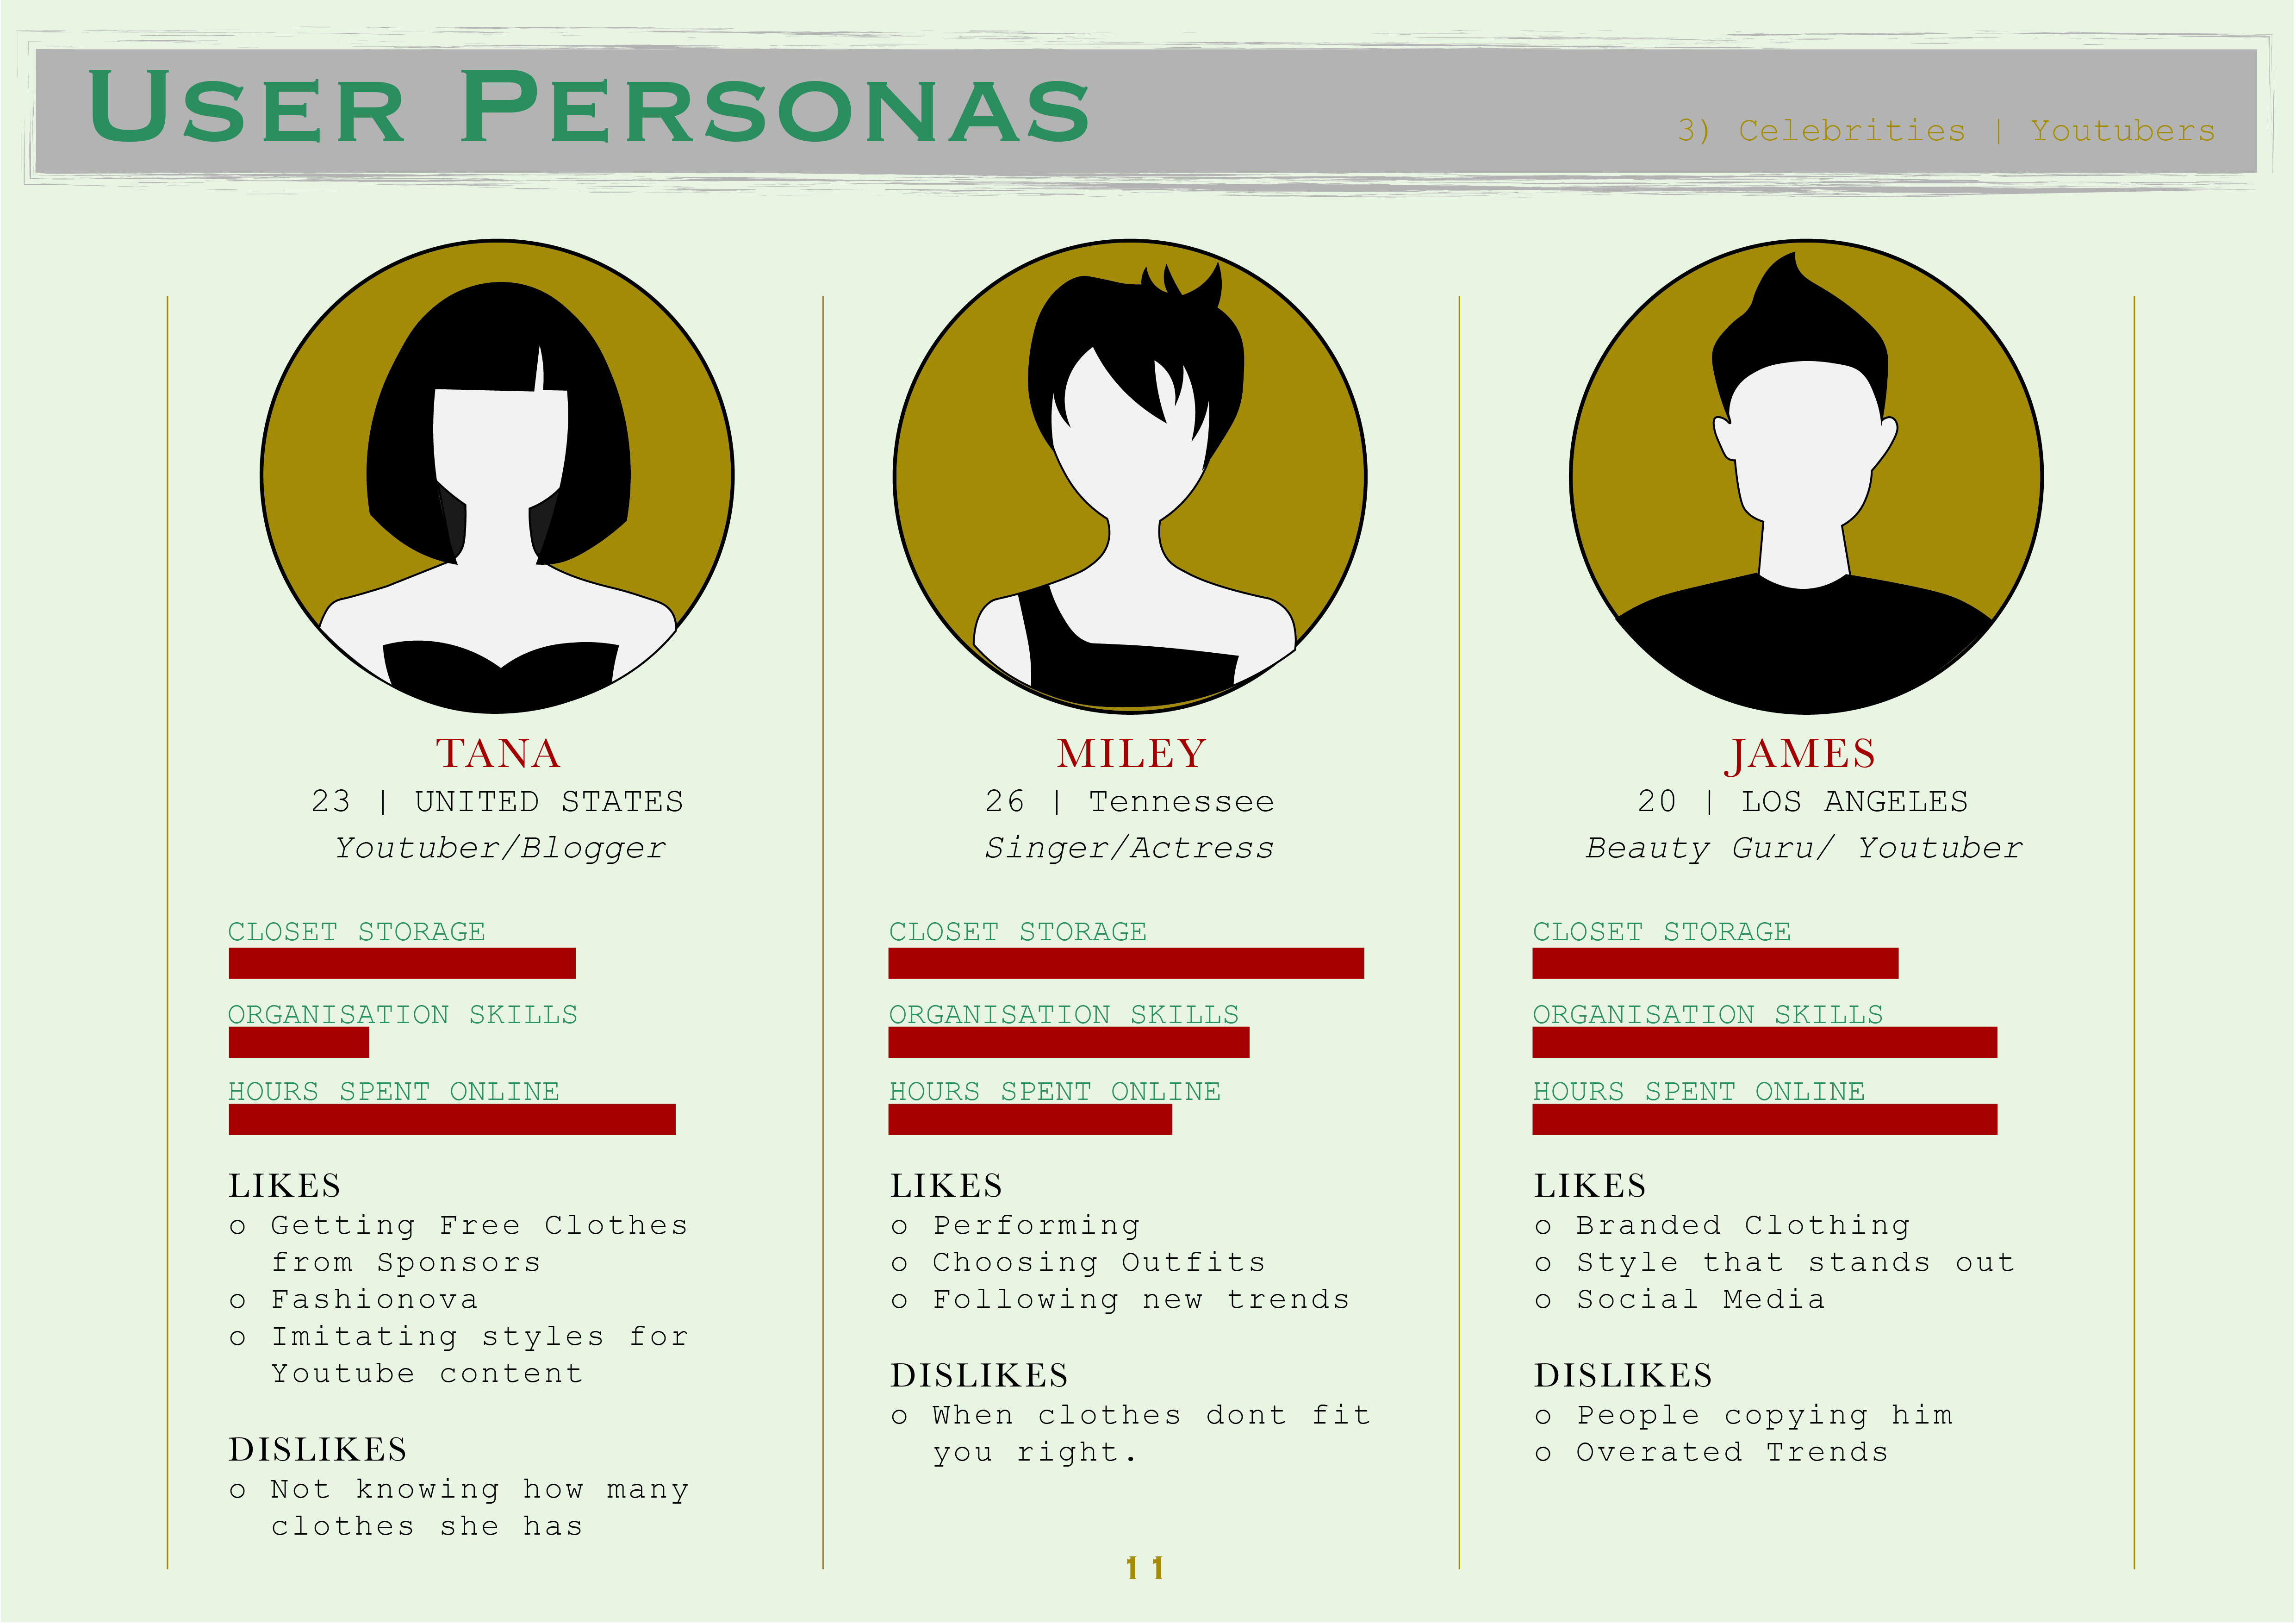 USER PERSONAS
3) Celebrities | Youtubers
TANA
23 | UNITED STATES
Youtuber/Blogger
CLOSET STORAGE
ORGANISATION SKILLS
HOURS SPENT ONLINE
LIKES
o Getting Free Clothes
from Sponsors
o Fashionova
o Imitating styles for
Youtube content
DISLIKES
o Not knowing how many
clothes she has
MILEY
26 | Tennessee
Singer/Actress
CLOSET STORAGE
ORGANISATION SKILLS
HOURS SPENT ONLINE
LIKES
o Performing
o Choosing Outfits
o Following new trends
DISLIKES
o When clothes dont fit
you right.
JAMES
20 | LOS ANGELES
Beauty Guru/ Youtuber
CLOSET STORAGE
ORGANISATION SKILLS
HOURS SPENT ONLINE
LIKES
o Branded Clothing
o Style that stands out
o Social Media
DISLIKES
o People copying him
o Overated Trends
11